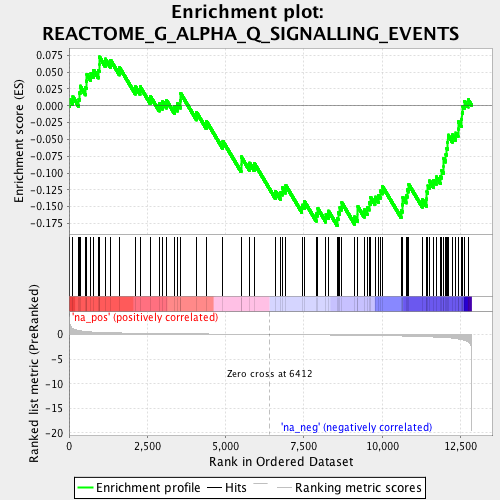 Enrichment plot:
REACTOME_G_ALPHA_Q_SIGNALLING_EVENTS
Enrichment score (ES)
0.075
0.050
0.025
0.000
-0.025
-0.050
-0.075
-0.100
-0.125
-0.150
-0.175
'na_pos' (positively correlated)
Ranked list metric (PreRanked)
0
-5
-10
-15
-20
Zero cross at 6412
'na_neg' (negatively correlated)
0
2,500
5,000
7,500
10,000
12,500
Rank in Ordered Dataset
Enrichment profile
Hits
Ranking metric scores